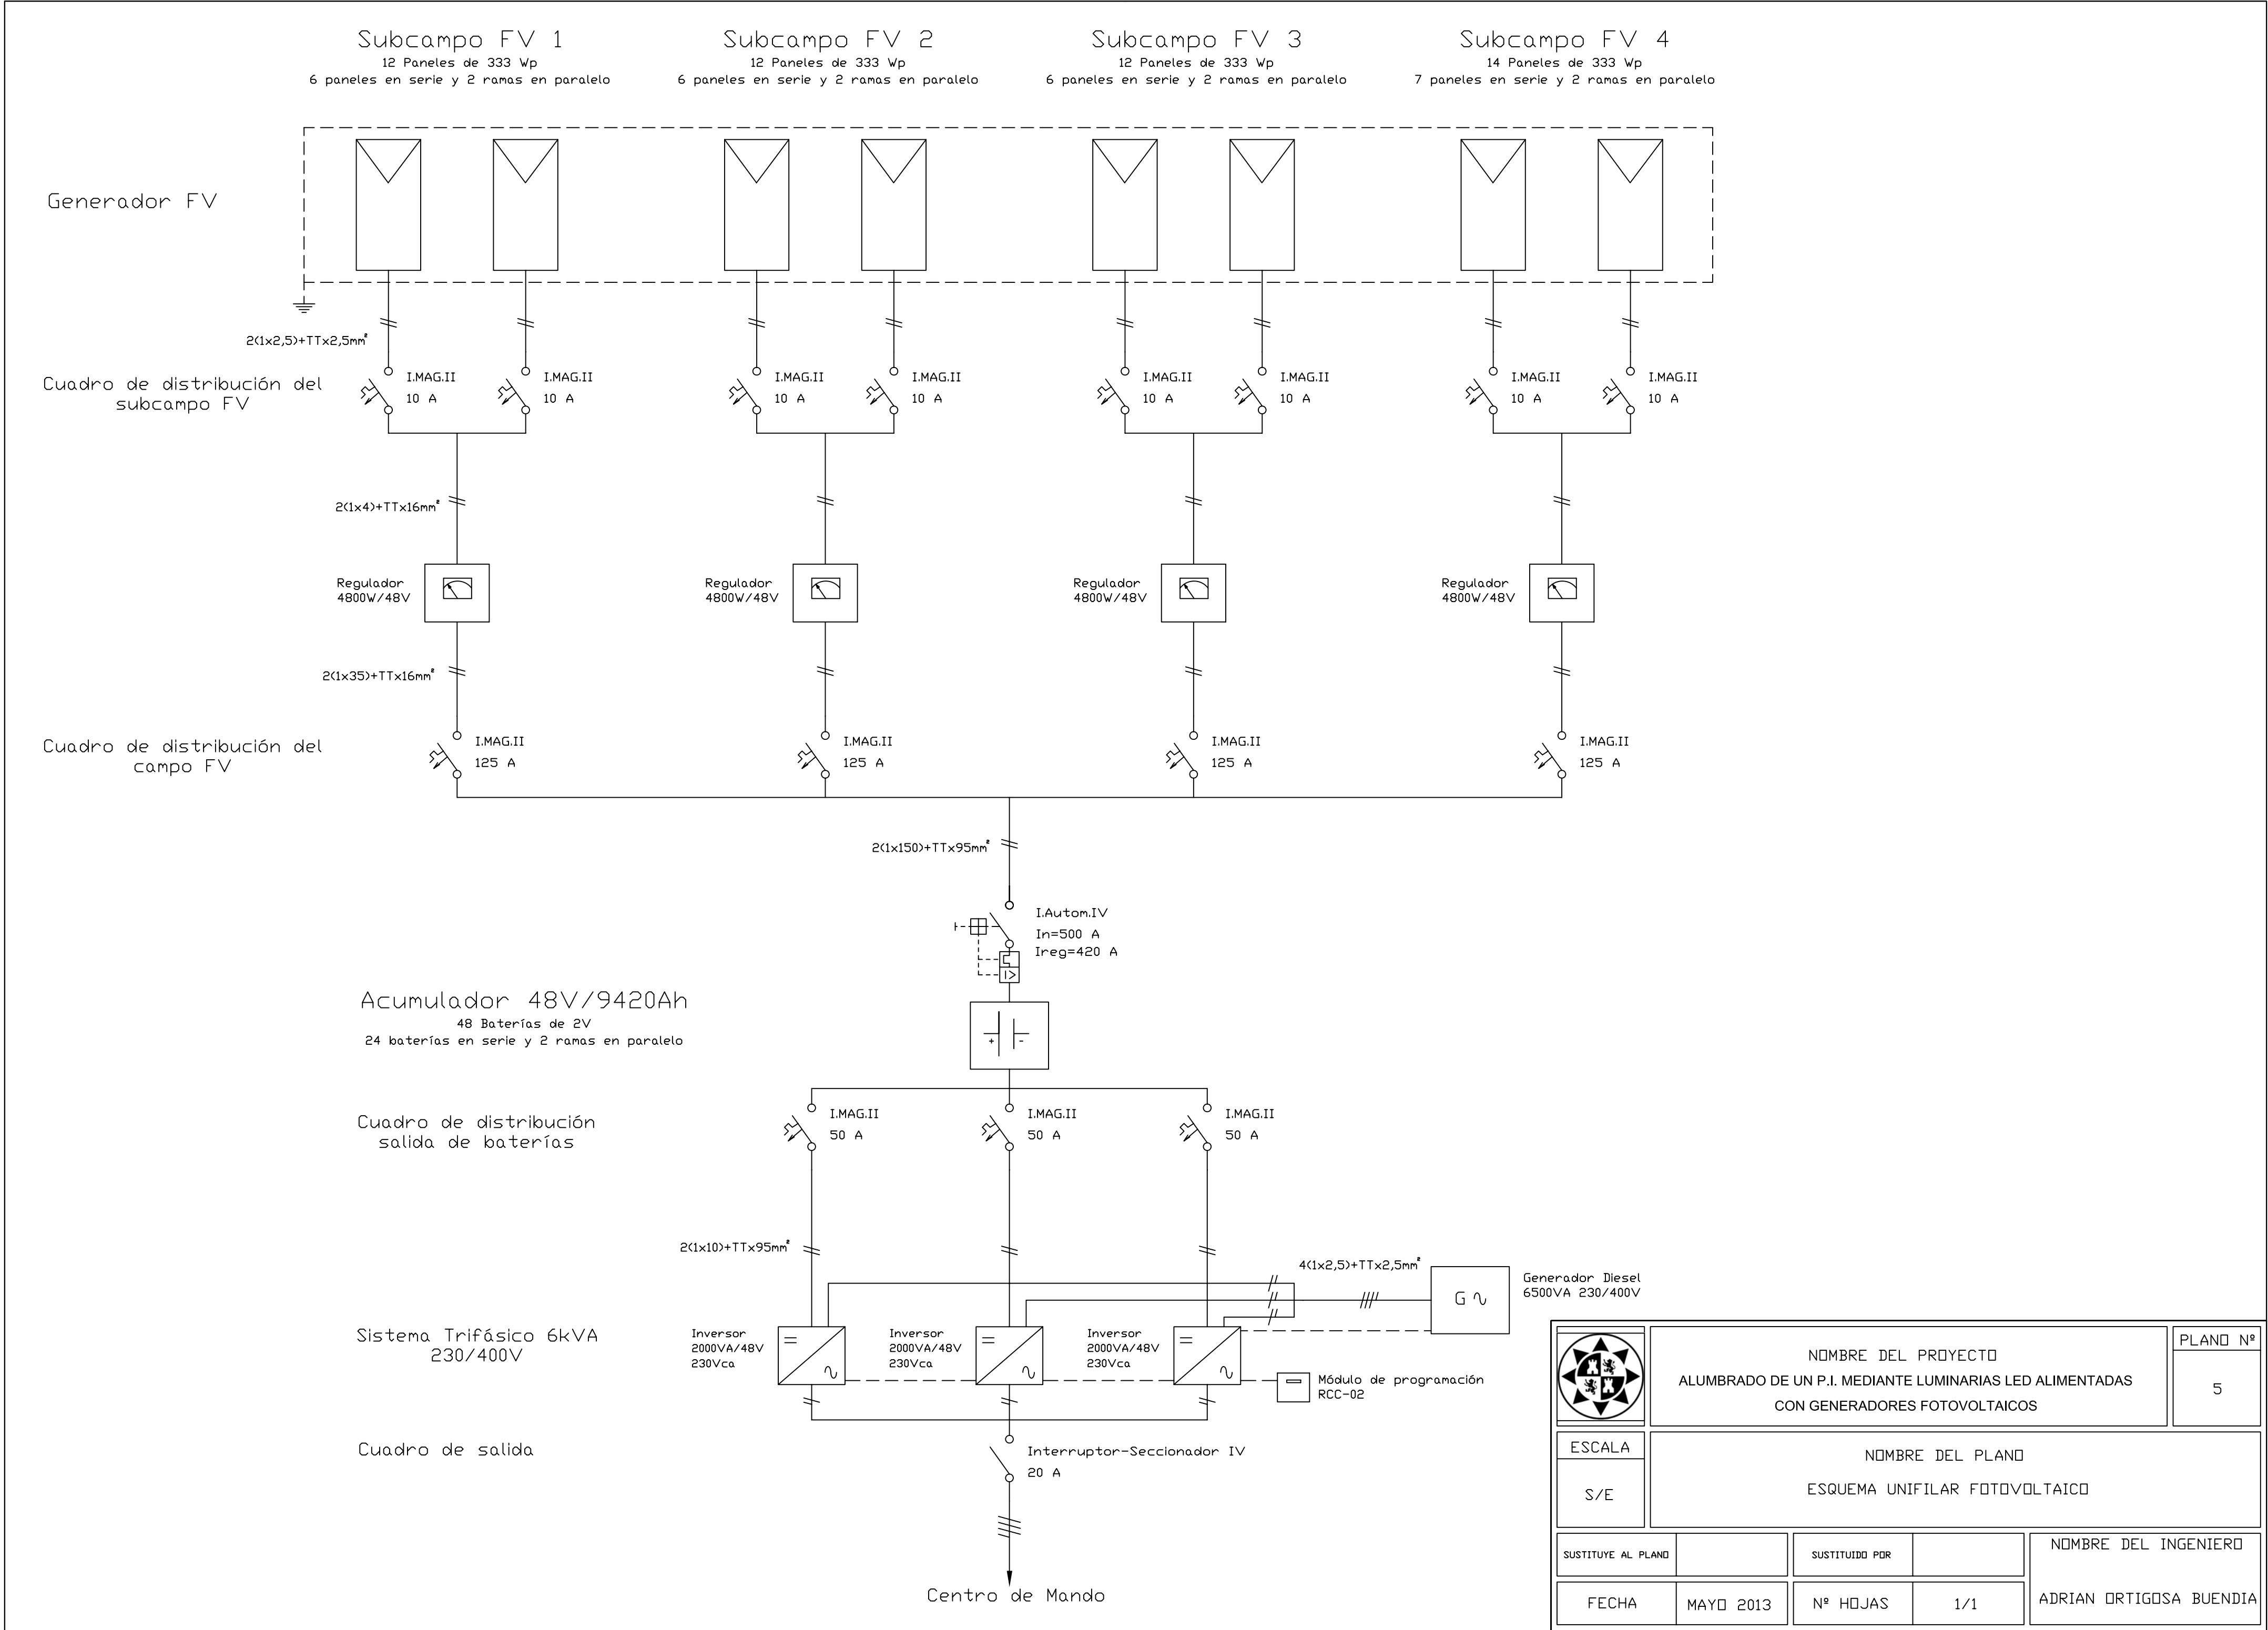 Subcampo FV 1
12 Paneles de 333 Wp
6 paneles en serie y 2 ramas en paralelo
Subcampo FV 2
12 Paneles de 333 Wp
6 paneles en serie y 2 ramas en paralelo
Subcampo FV 3
12 Paneles de 333 Wp
6 paneles en serie y 2 ramas en paralelo
Subcampo FV 4
14 Paneles de 333 Wp
7 paneles en serie y 2 ramas en paralelo
Generador FV
2(1x2,5)+TTx2,5mm²
Cuadro de distribución del
subcampo FV
I.MAG.II
10 A
I.MAG.II
10 A
I.MAG.II
10 A
I.MAG.II
10 A
I.MAG.II
10 A
I.MAG.II
10 A
I.MAG.II
10 A
I.MAG.II
10 A
2(1x4)+TTx16mm²
Regulador
4800W/48V
Regulador
4800W/48V
Regulador
4800W/48V
Regulador
4800W/48V
2(1x35)+TTx16mm²
Cuadro de distribución del
campo FV
I.MAG.II
125 A
I.MAG.II
125 A
I.MAG.II
125 A
I.MAG.II
125 A
2(1x150)+TTx95mm²
I.Autom.IV
In=500 A
Ireg=420 A
I>
Acumulador 48V/9420Ah
48 Baterías de 2V
24 baterías en serie y 2 ramas en paralelo
+ -
Cuadro de distribución
salida de baterías
I.MAG.II
50 A
I.MAG.II
50 A
I.MAG.II
50 A
2(1x10)+TTx95mm²
4(1x2,5)+TTx2,5mm²
G
Generador Diesel
6500VA 230/400V
Sistema Trifásico 6kVA
230/400V
Inversor
2000VA/48V
230Vca
Inversor
2000VA/48V
230Vca
Inversor
2000VA/48V
230Vca
Módulo de programación
RCC-02
Cuadro de salida
Interruptor-Seccionador IV
20 A
Centro de Mando
NOMBRE DEL PROYECTO
ALUMBRADO DE UN P.I. MEDIANTE LUMINARIAS LED ALIMENTADAS
CON GENERADORES FOTOVOLTAICOS
PLANO Nº
5
ESCALA
S/E
NOMBRE DEL PLANO
ESQUEMA UNIFILAR FOTOVOLTAICO
SUSTITUYE AL PLANO
SUSTITUIDO POR
NOMBRE DEL INGENIERO
ADRIAN ORTIGOSA BUENDIA
FECHA
MAYO 2013
Nº HOJAS
1/1